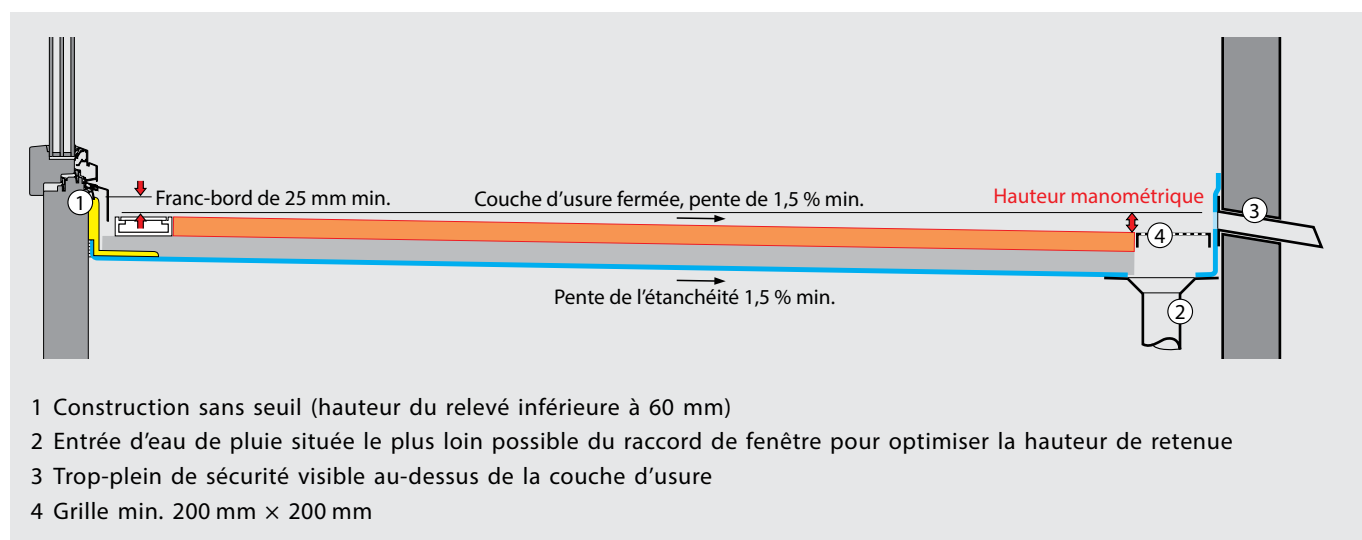 Franc-bord de 25 mm min.
Couche d’usure fermée, pente de 1,5 % min.
Hauteur manométrique
1
3
4
Pente de l’étanchéité 1,5 % min.
2
1 Construction sans seuil (hauteur du relevé inférieure à 60 mm)
2 Entrée d’eau de pluie située le plus loin possible du raccord de fenêtre pour optimiser la hauteur de retenue
3 Trop-plein de sécurité visible au-dessus de la couche d’usure
4 Grille min. 200 mm × 200 mm